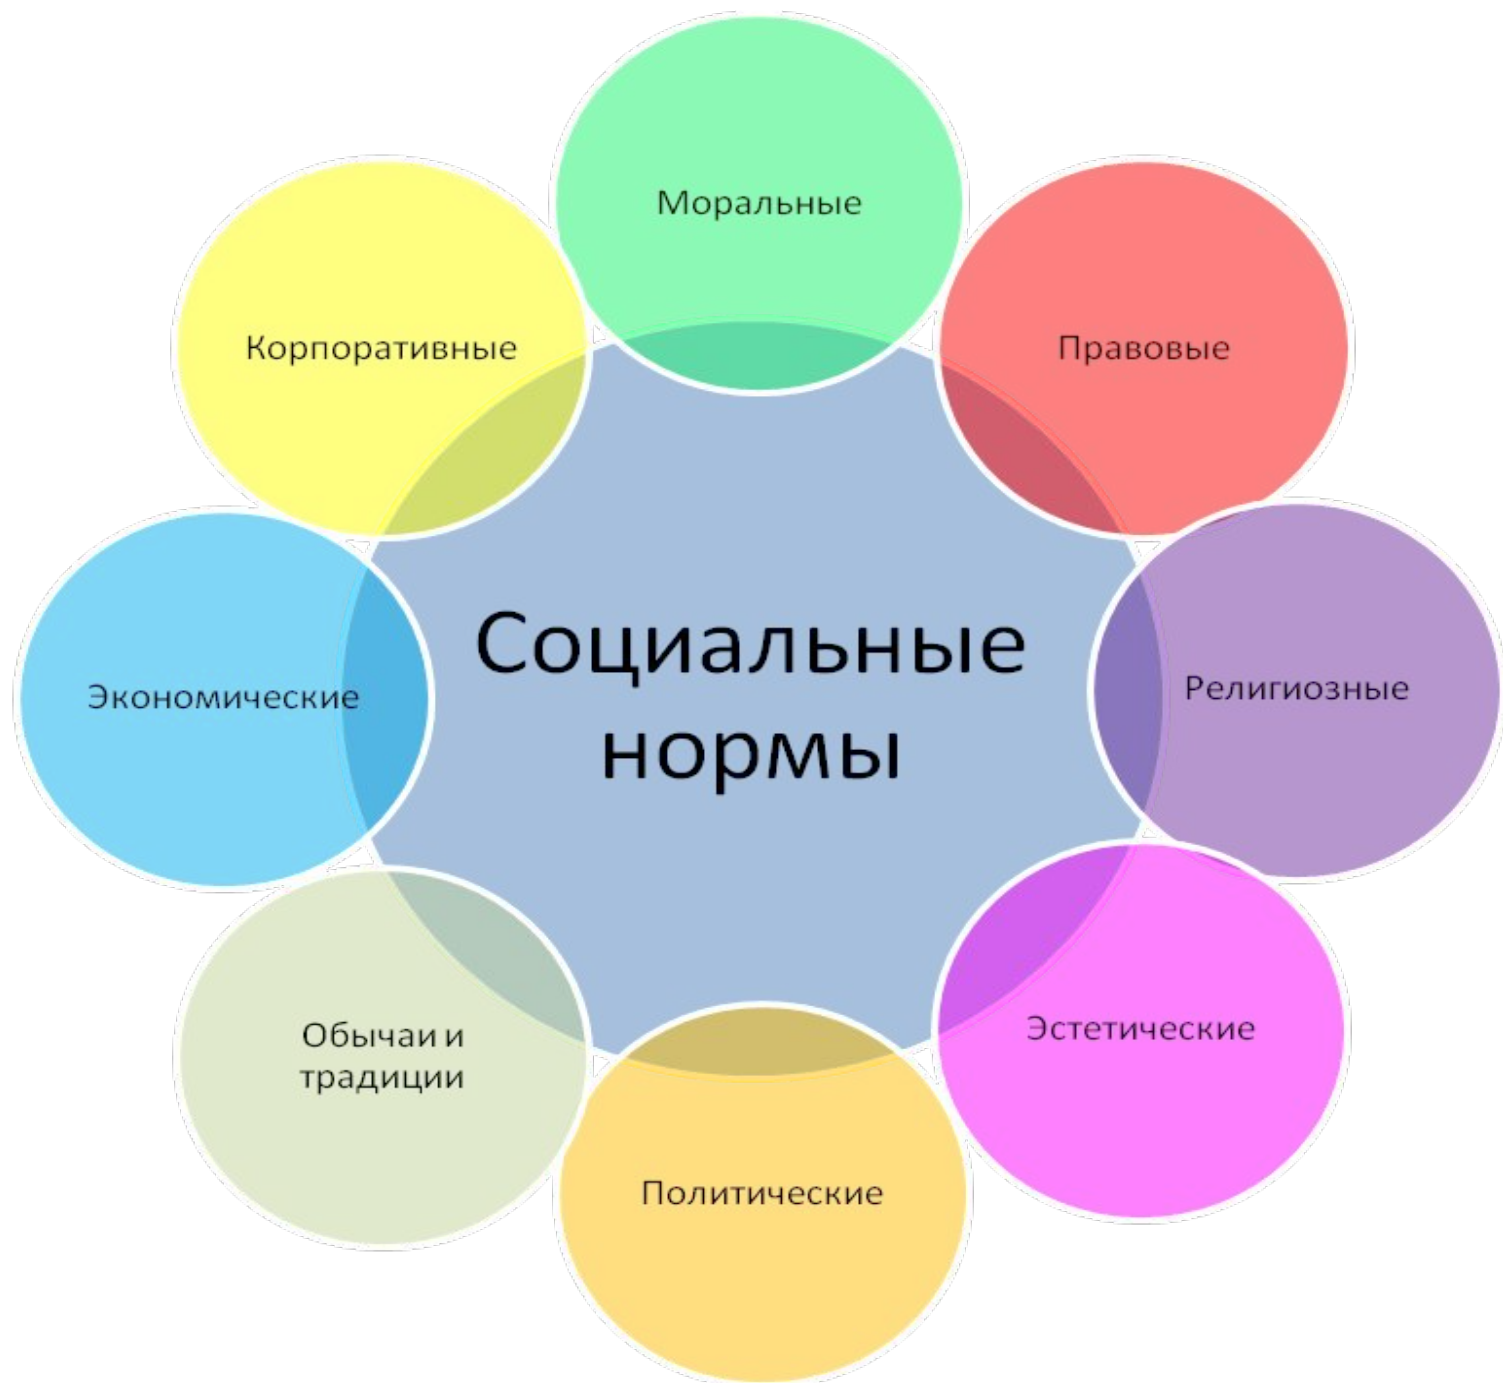 Моральные
Правовые
Религиозные
Эстетические
Политические
Обычаи и
традиции
Экономические
Корпоративные
Социальные
нормы